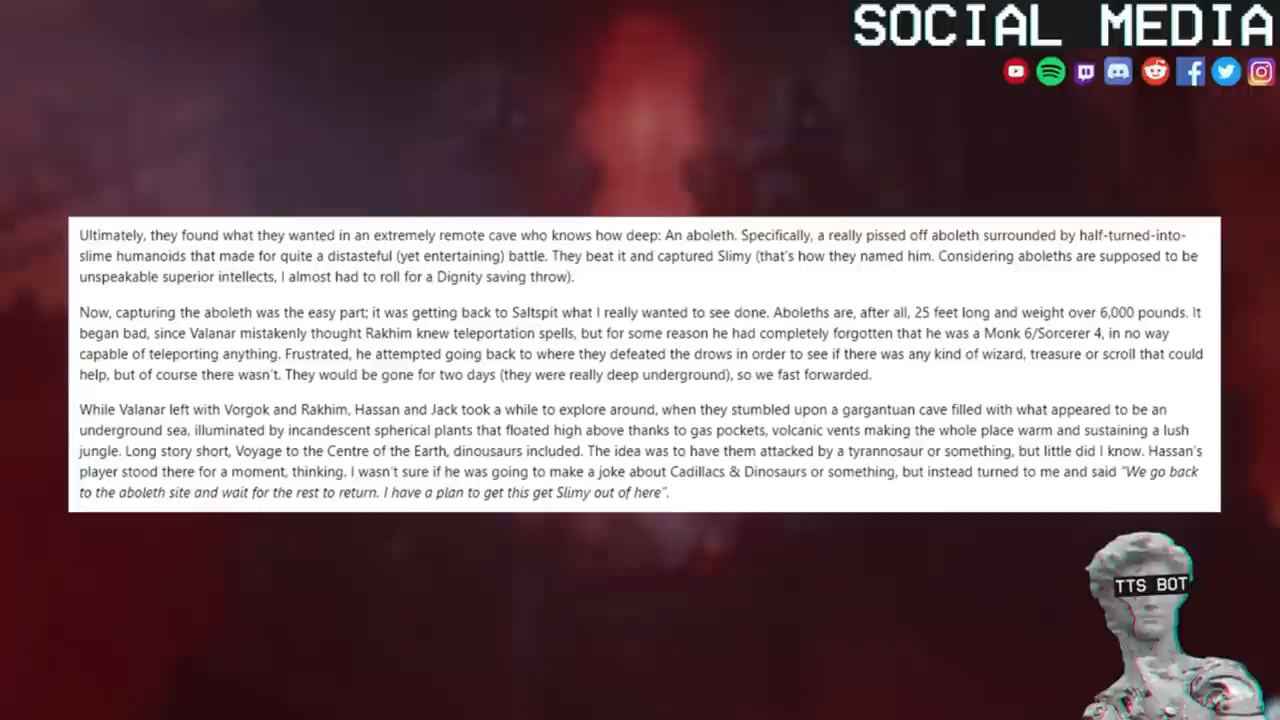 SOCIAL MEDIA
Ultimately, they found what they wanted in an extremely remote cave who knows how deep: An aboleth. Specifically, a really pissed off aboleth surrounded by half-turned-into-
slime humanoids that made for quite a distasteful (yet entertaining) battle. They beat it and captured Slimy (that's how they named him. Considering aboleths are supposed to be
unspeakable superior intellects, I almost had to roll for a Dignity saving throw).
Now, capturing the aboleth was the easy part; it was getting back to Saltspit what I really wanted to see done. Aboleths are, after all, 25 feet long and weight over 6,000 pounds. It
began bad, since Valanar mistakenly thought Rakhim knew teleportation spells, but for some reason he had completely forgotten that he was a Monk 6/Sorcerer 4, in no way
capable of teleporting anything. Frustrated, he attempted going back to where they defeated the drows in order to see if there was any kind of wizard, treasure or scroll that could
help, but of course there wasn't. They would be gone for two days (they were really deep underground), so we fast forwarded.
While Valanar left with Vorgok and Rakhim, Hassan and Jack took a while to explore around, when they stumbled upon a gargantuan cave filled with what appeared to be an
underground sea, illuminated by incandescent spherical plants that floated high above thanks to gas pockets, volcanic vents making the whole place warm and sustaining a lush
jungle. Long story short, Voyage to the Centre of the Earth, dinousaurs included. The idea was to have them attacked by a tyrannosaur or something, but little did I know. Hassan's
player stood there for a moment, thinking. I wasn't sure if he was going to make a joke about Cadillacs & Dinosaurs or something, but instead turned to me and said "We go back
to the aboleth site and wait for the rest to return. I have a plan to get this get Slimy out of here".
TTS BOT